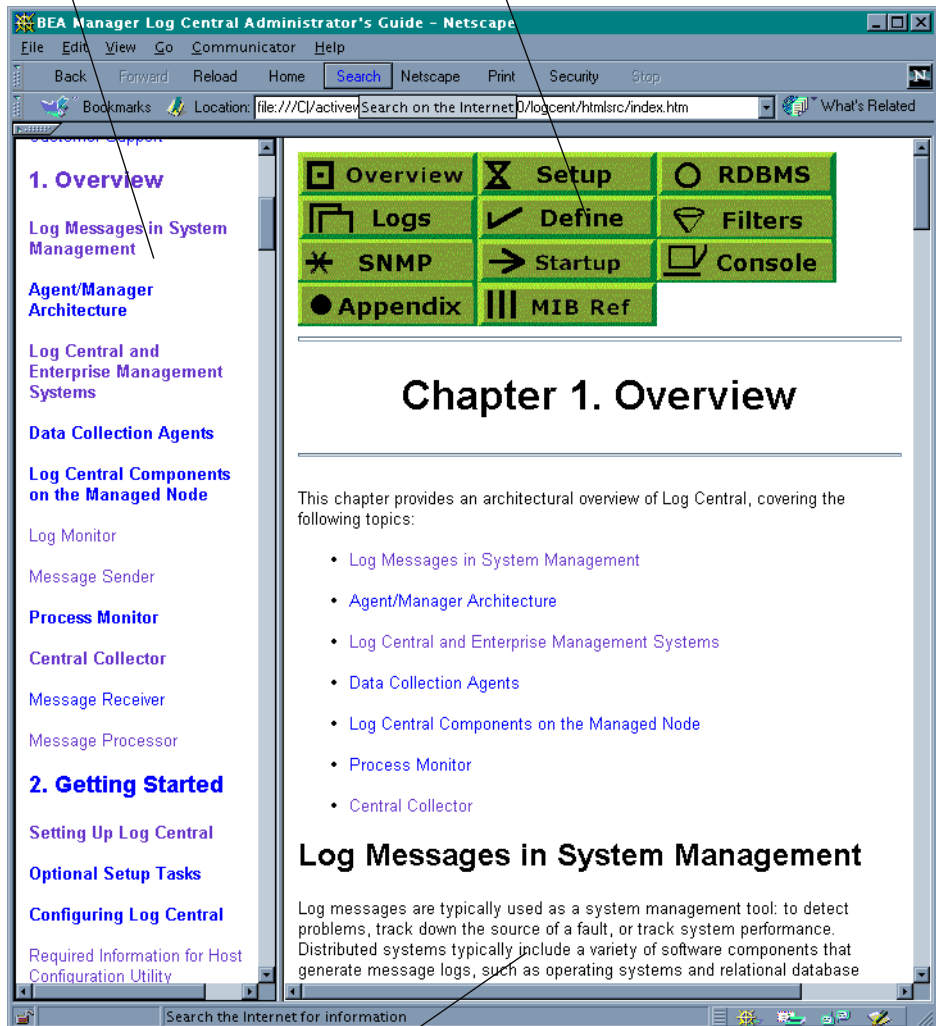 BEA Manager Log Central Administrator's Guide - Netscape
File Edit View Go Communicator Help
Back Forward Reload Home Search Netscape Print Security Stop N
Bookmarks Location: file:///C|/activew Search on the Internet 0/logcent/htmlsrc/index.htm What's Related
Customer Support
1. Overview
Log Messages in System
Management
Agent/Manager
Architecture
Log Central and
Enterprise Management
Systems
Data Collection Agents
Log Central Components
on the Managed Node
Log Monitor
Message Sender
Process Monitor
Central Collector
Message Receiver
Message Processor
2. Getting Started
Setting Up Log Central
Optional Setup Tasks
Configuring Log Central
Required Information for Host
Configuration Utility
Overview Setup RDBMS
Logs Define Filters
SNMP Startup Console
Appendix MIB Ref
Chapter 1. Overview
This chapter provides an architectural overview of Log Central, covering the
following topics:
• Log Messages in System Management
• Agent/Manager Architecture
• Log Central and Enterprise Management Systems
• Data Collection Agents
• Log Central Components on the Managed Node
• Process Monitor
• Central Collector
Log Messages in System Management
Log messages are typically used as a system management tool: to detect
problems, track down the source of a fault, or track system performance.
Distributed systems typically include a variety of software components that
generate message logs, such as operating systems and relational database
Search the Internet for information